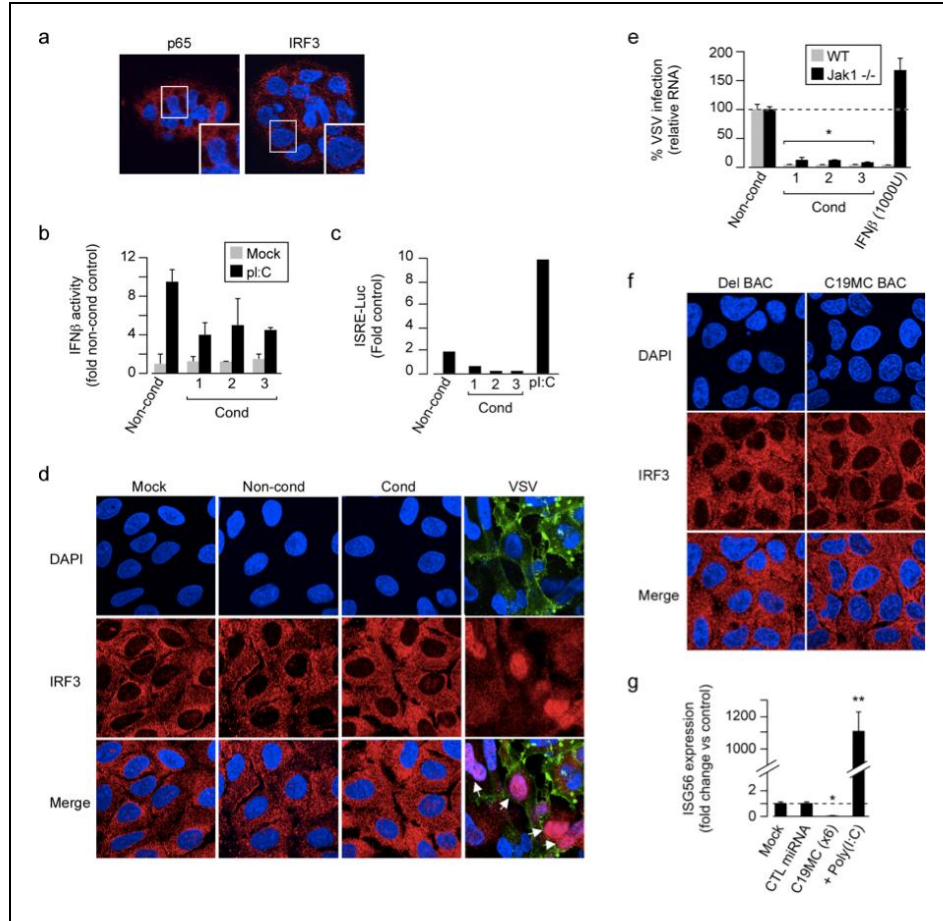 a
p65 IRF3
b
IFNβ activity
(fold non-cond control)
12
8
4
0
Mock
pI:C
Non-cond 1 2 3
Cond
c
ISRE-Luc
(Fold control)
10
8
6
4
2
0
Non-cond 1 2 3 pI:C
Cond
d
Mock Non-cond Cond VSV
DAPI
IRF3
Merge
e
% VSV infection
(relative RNA)
200
150
100
50
0
WT
Jak1 -/-
*
Non-cond 1 2 3 IFNβ (1000U)
Cond
f
Del BAC C19MC BAC
DAPI
IRF3
Merge
g
ISG56 expression
(fold change vs control)
1200
1000
2
1
0
* **
Mock CTL miRNA C19MC (x6) + Poly(I:C)